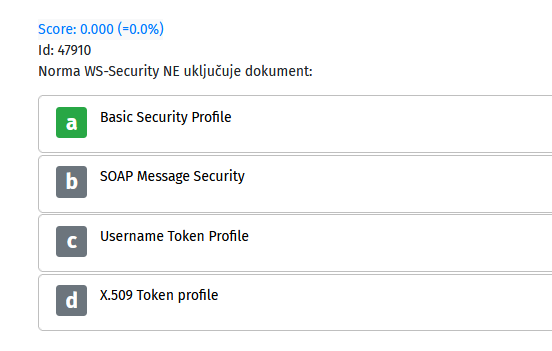 Score: 0.000 (=0.0%)
Id: 47910
Norma WS-Security NE uključuje dokument:
a Basic Security Profile
b SOAP Message Security
c Username Token Profile
d X.509 Token profile